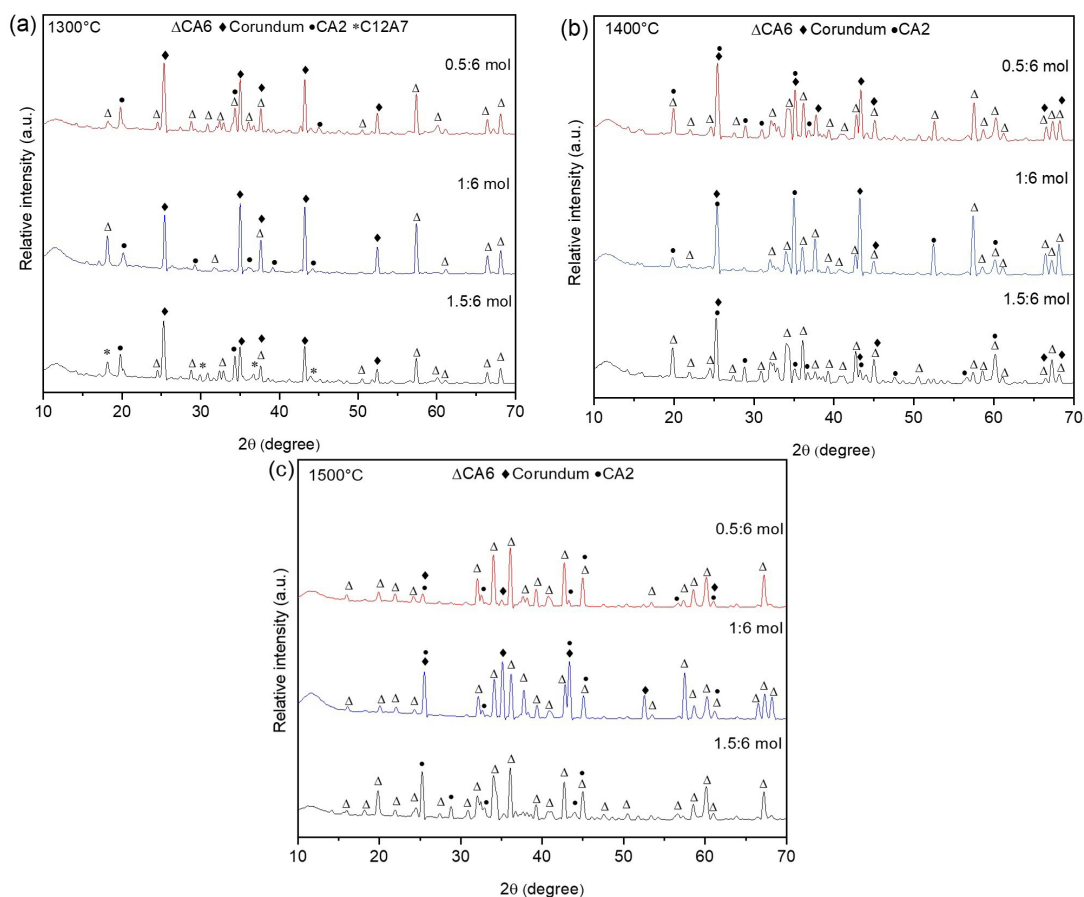 (a)
1300°C
ΔCA6 ♦Corundum •CA2 *C12A7
0.5:6 mol
1:6 mol
1.5:6 mol
Relative intensity (a.u.)
10 20 30 40 50 60 70
2θ (degree)
(b)
1400°C
ΔCA6 ♦Corundum •CA2
0.5:6 mol
1:6 mol
1.5:6 mol
Relative intensity (a.u.)
10 20 30 40 50 60 70
2θ (degree)
(c)
1500°C
ΔCA6 ♦Corundum •CA2
0.5:6 mol
1:6 mol
1.5:6 mol
Relative intensity (a.u.)
10 20 30 40 50 60 70
2θ (degree)